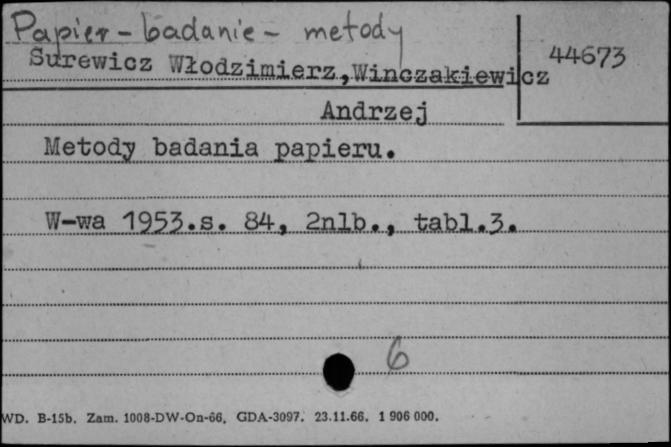 Papier - badanie - metody
44673
Surewicz Włodzimierz, Winczakiewicz
Andrzej
Metody badania papieru.
W-wa 1953.s. 84, 2nlb., tabl.3.
6
WD. B-15b. Zam. 1008-DW-On-66. GDA-3097. 23.11.66. 1 906 000.